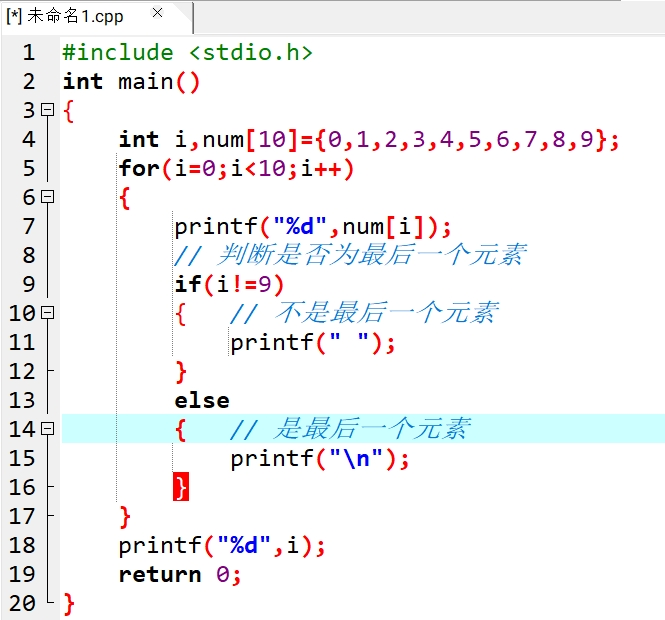 [*] 未命名1.cpp ×
1 #include <stdio.h>
2 int main()
3 {
4     int i,num[10]={0,1,2,3,4,5,6,7,8,9};
5     for(i=0;i<10;i++)
6     {
7         printf("%d",num[i]);
8         // 判断是否为最后一个元素
9         if(i!=9)
10         {   // 不是最后一个元素
11             printf(" ");
12         }
13         else
14         {   // 是最后一个元素
15             printf("\n");
16         }
17     }
18     printf("%d",i);
19     return 0;
20 }